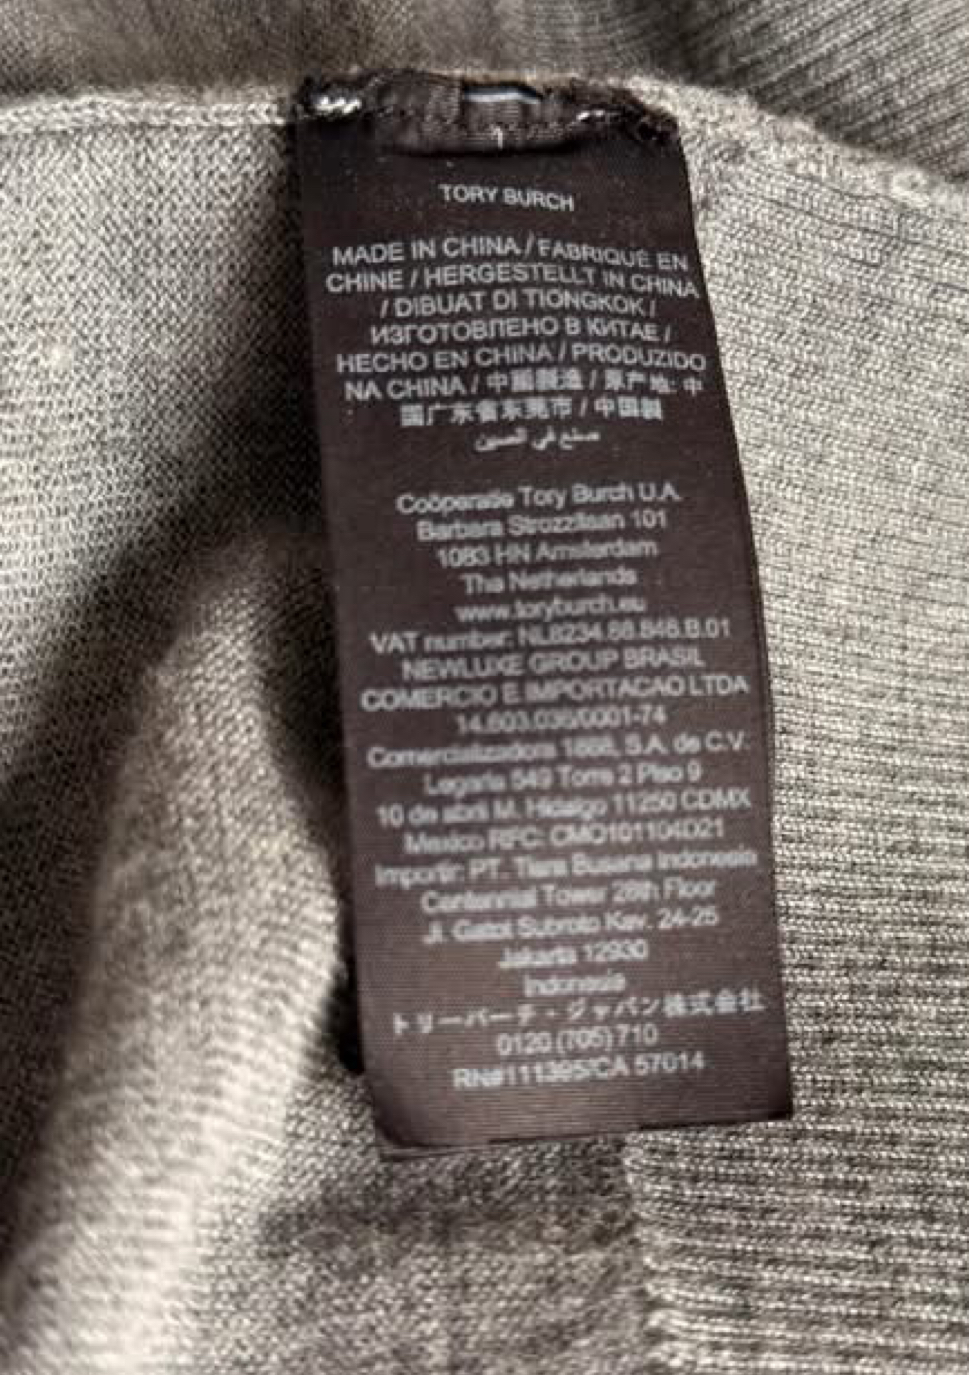 TORY BURCH
MADE IN CHINA / FABRIQUÉ EN
CHINE / HERGESTELLT IN CHINA
/ DIBUAT DI TIONGKOK /
ИЗГОТОВЛЕНО В КИТАЕ /
HECHO EN CHINA / PRODUZIDO
NA CHINA / 中國製造 / 原产地: 中
国广东省东莞市 / 中国製
صنع في الصين
Coöperatie Tory Burch U.A.
Barbara Strozzilaan 101
1083 HN Amsterdam
The Netherlands
www.toryburch.eu
VAT number: NL8234.88.848.B.01
NEWLUXE GROUP BRASIL
COMERCIO E IMPORTACAO LTDA
14.603.036/0001-74
Comercializadora 1888, S.A. de C.V.
Legaria 549 Torre 2 Piso 9
10 de abril M. Hidalgo 11250 CDMX
Mexico RFC: CMO101104D21
Importir: PT. Tiara Busana Indonesia
Centennial Tower 28th Floor
Jl. Gatot Subroto Kav. 24-25
Jakarta 12930
Indonesia
トリーバーチ・ジャパン株式会社
0120 (705) 710
RN#111395/CA 57014